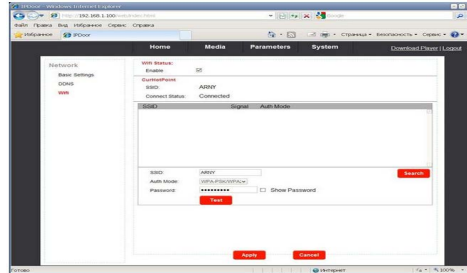 IPDoor - Windows Internet Explorer
http://192.168.1.100
Google
Файл Правка Вид Избранное Сервис Справка
Избранное IPDoor
Страница Безопасность Сервис
Home Media Parameters System Download Player | Logout
Network
Basic Settings
DDNS
Wifi
Wifi Status:
Enable
SSID: ARNY
Connect Status: Connected
SSID Signal Auth Mode
SSID: ARNY
Search
Auth Mode: WPA-PSK/WPA
Password: Show Password
Test
Apply Cancel
Готово Интернет 100%